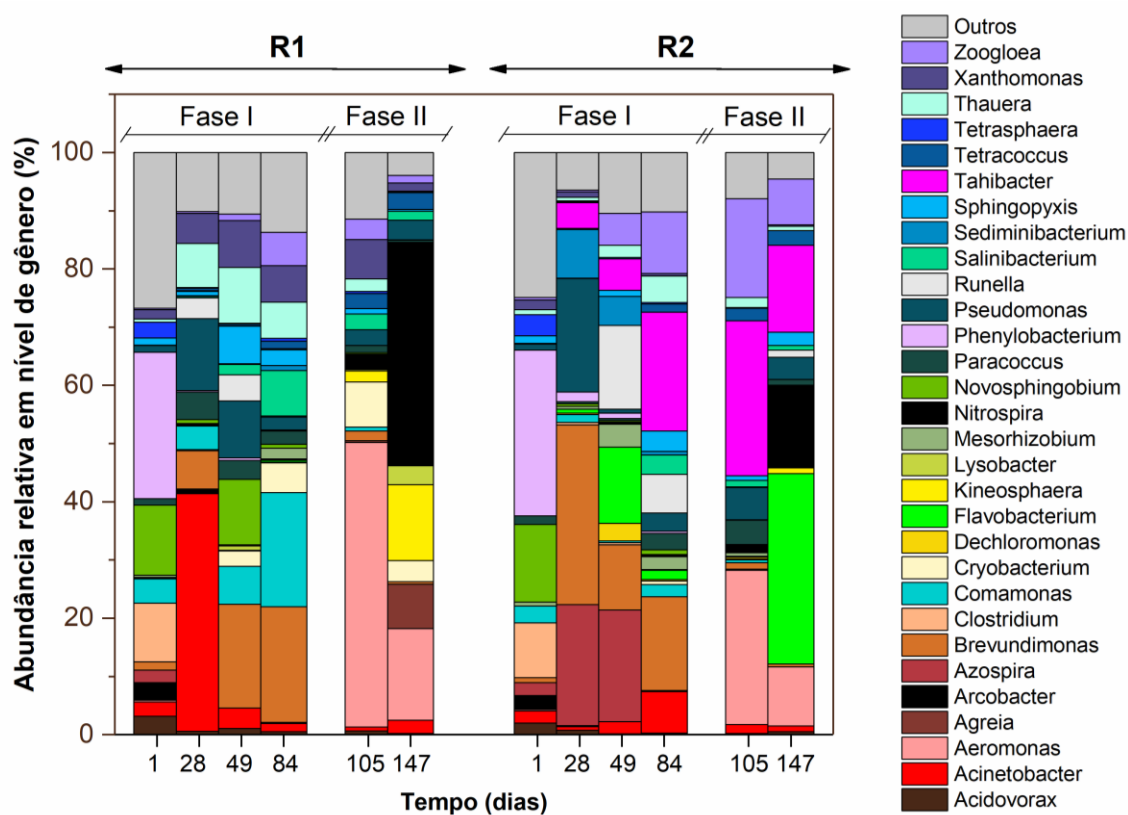 R1 R2
Fase I Fase II Fase I Fase II
Abundância relativa em nível de gênero (%)
100
80
60
40
20
0
1 28 49 84 105 147 1 28 49 84 105 147
Tempo (dias)
Outros
Zoogloea
Xanthomonas
Thauera
Tetrasphaera
Tetracoccus
Tahibacter
Sphingopyxis
Sediminibacterium
Salinibacterium
Runella
Pseudomonas
Phenylobacterium
Paracoccus
Novosphingobium
Nitrospira
Mesorhizobium
Lysobacter
Kineosphaera
Flavobacterium
Dechloromonas
Cryobacterium
Comamonas
Clostridium
Brevundimonas
Azospira
Arcobacter
Agreia
Aeromonas
Acinetobacter
Acidovorax